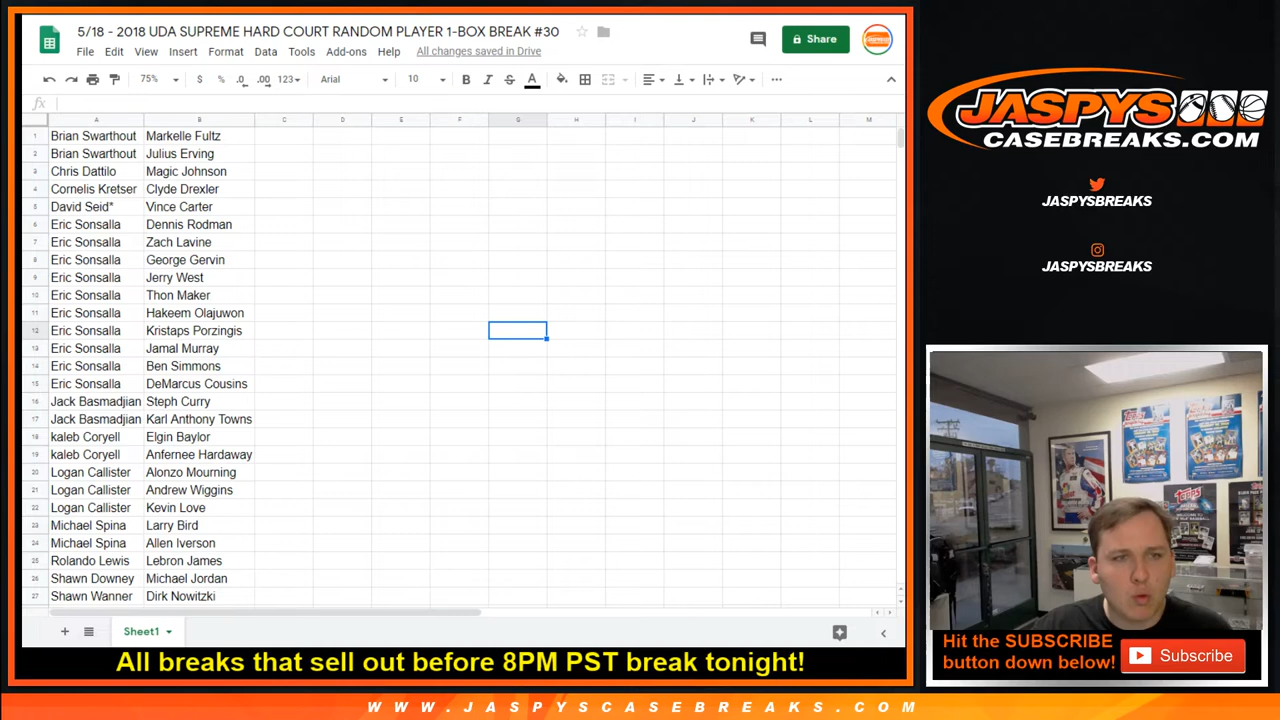 5/18 - 2018 UDA SUPREME HARD COURT RANDOM PLAYER 1-BOX BREAK #30
File Edit View Insert Format Data Tools Add-ons Help All changes saved in Drive
Share
75% $ % .0 .00 123 Arial 10 B I S A
fx
A B C D E F G H I J K L M
1 Brian Swarthout Markelle Fultz
2 Brian Swarthout Julius Erving
3 Chris Dattilo Magic Johnson
4 Cornelis Kretser Clyde Drexler
5 David Seid* Vince Carter
6 Eric Sonsalla Dennis Rodman
7 Eric Sonsalla Zach Lavine
8 Eric Sonsalla George Gervin
9 Eric Sonsalla Jerry West
10 Eric Sonsalla Thon Maker
11 Eric Sonsalla Hakeem Olajuwon
12 Eric Sonsalla Kristaps Porzingis
13 Eric Sonsalla Jamal Murray
14 Eric Sonsalla Ben Simmons
15 Eric Sonsalla DeMarcus Cousins
16 Jack Basmadjian Steph Curry
17 Jack Basmadjian Karl Anthony Towns
18 kaleb Coryell Elgin Baylor
19 kaleb Coryell Anfernee Hardaway
20 Logan Callister Alonzo Mourning
21 Logan Callister Andrew Wiggins
22 Logan Callister Kevin Love
23 Michael Spina Larry Bird
24 Michael Spina Allen Iverson
25 Rolando Lewis Lebron James
26 Shawn Downey Michael Jordan
27 Shawn Wanner Dirk Nowitzki
Sheet1
All breaks that sell out before 8PM PST break tonight!
JASPYS
CASEBREAKS.COM
JASPYSBREAKS
JASPYSBREAKS
Topps
Topps
Topps
Hit the SUBSCRIBE
button down below!
Subscribe
WWW.JASPYSCASEBREAKS.COM